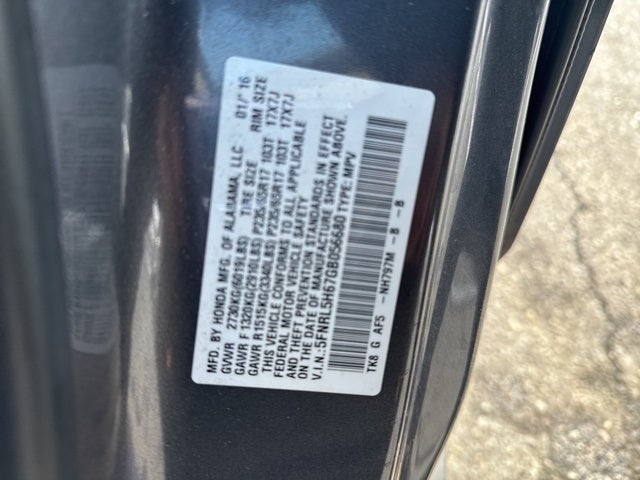 MFD. BY HONDA MFG. OF ALABAMA, LLC 01/'16
GVWR 2730KG(6019LBS) TIRE SIZE RIM SIZE
GAWR F 1320KG(2910LBS) P235/65R17 103T 17X7J
GAWR R 1515KG(3340LBS) P235/65R17 103T 17X7J
THIS VEHICLE CONFORMS TO ALL APPLICABLE
FEDERAL MOTOR VEHICLE SAFETY
AND THEFT PREVENTION STANDARDS IN EFFECT
ON THE DATE OF MANUFACTURE SHOWN ABOVE.
V.I.N.:5FNRL5H67GB056680 TYPE: MPV
TK8 G AF5 NH797M - B - B